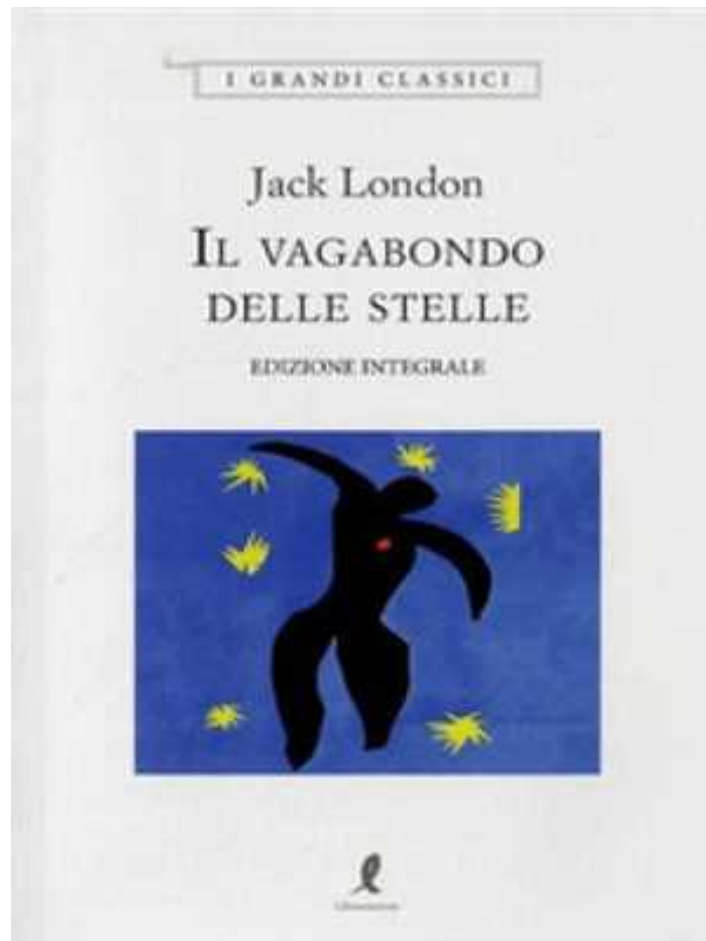 I GRANDI CLASSICI
Jack London
IL VAGABONDO
DELLE STELLE
EDIZIONE INTEGRALE